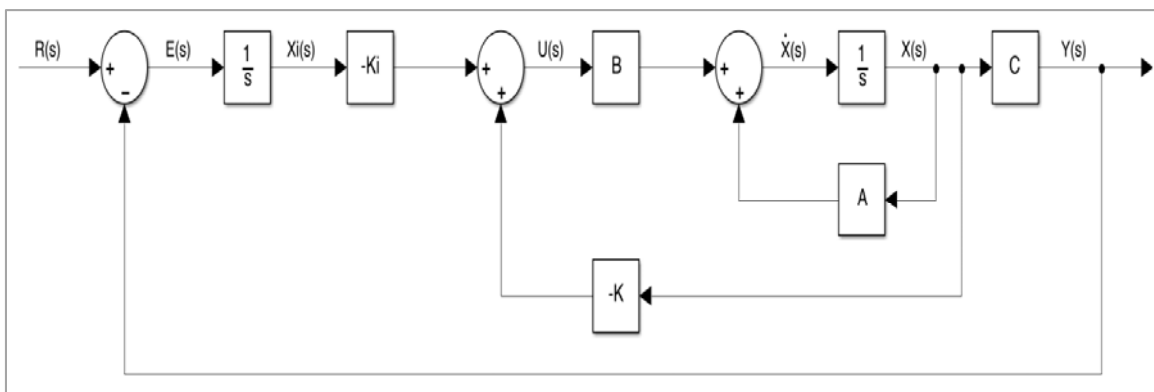 R(s) E(s) 1/s Xi(s) -Ki U(s) B Ẋ(s) 1/s X(s) C Y(s)
+ + + 
− + +
A
-K